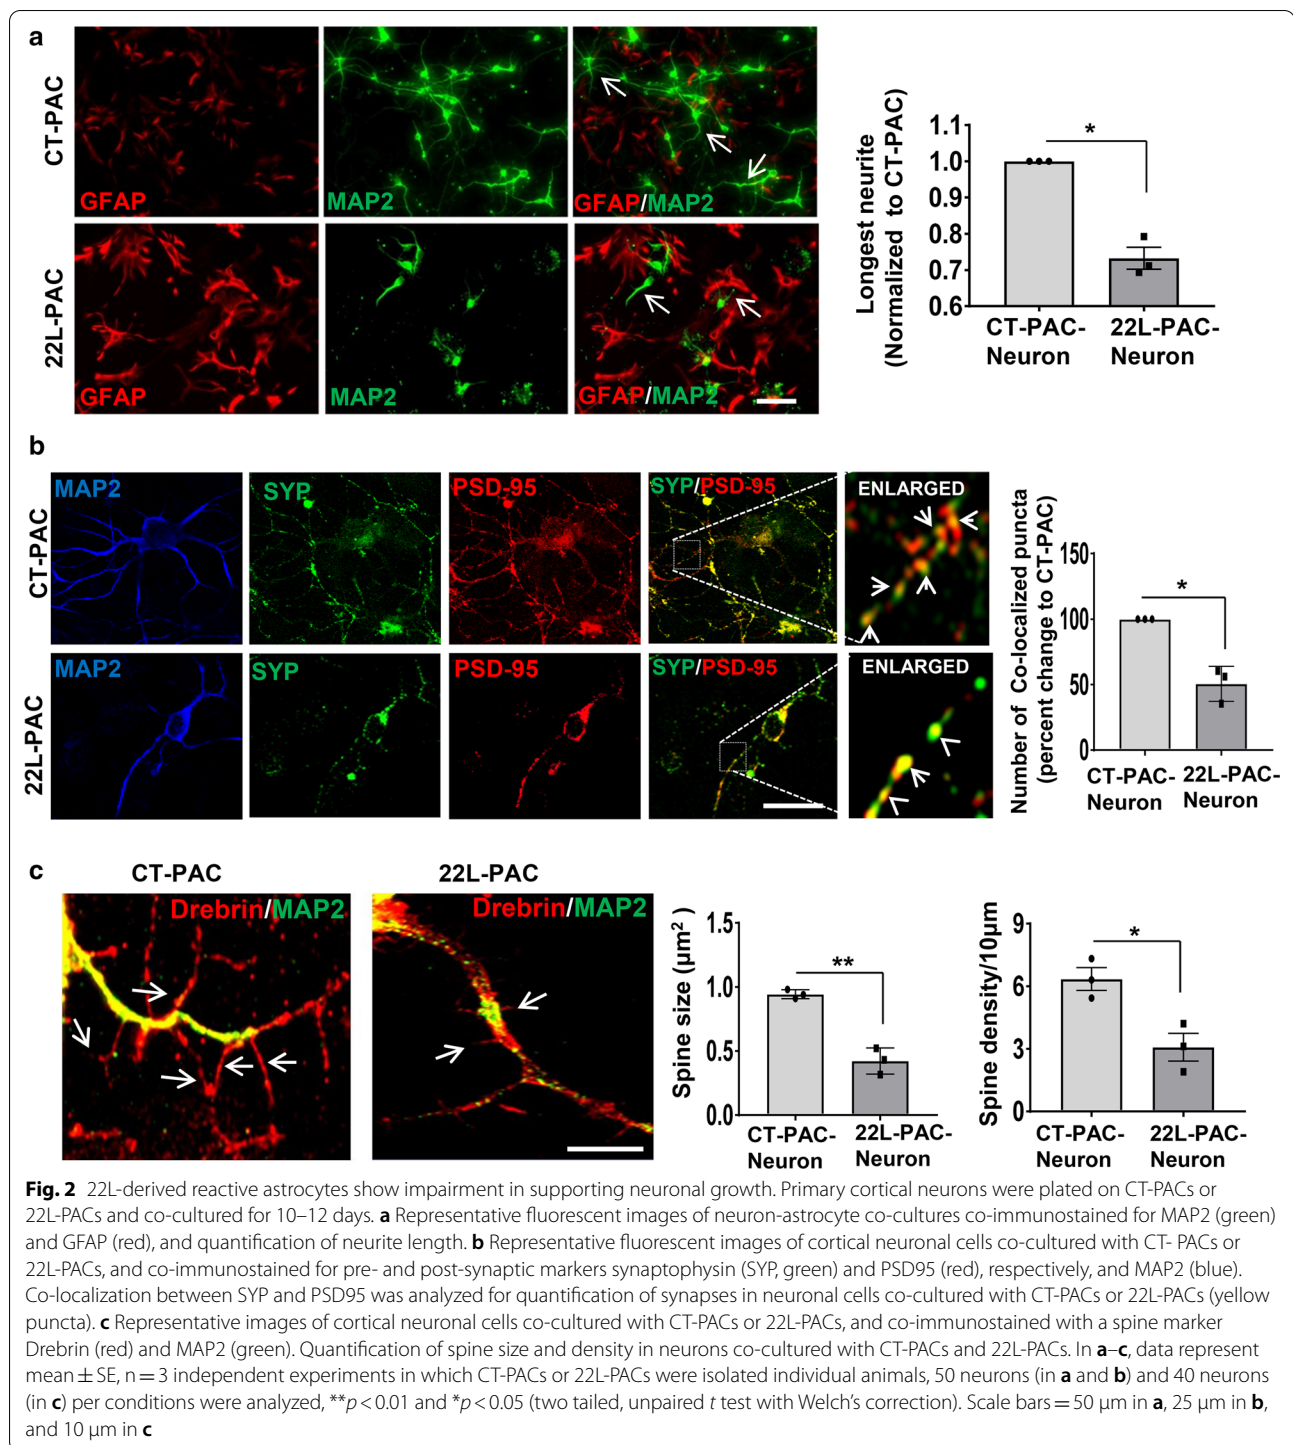 a
CT-PAC
GFAP
MAP2
GFAP/MAP2
22L-PAC
GFAP
MAP2
GFAP/MAP2
Longest neurite
(Normalized to CT-PAC)
1.1
1.0
0.9
0.8
0.7
0.6
*
CT-PAC-
Neuron
22L-PAC-
Neuron
b
CT-PAC
MAP2
SYP
PSD-95
SYP/PSD-95
ENLARGED
22L-PAC
MAP2
SYP
PSD-95
SYP/PSD-95
ENLARGED
Number of Co-localized puncta
(percent change to CT-PAC)
150
100
50
0
*
CT-PAC-
Neuron
22L-PAC-
Neuron
c
CT-PAC
Drebrin/MAP2
22L-PAC
Drebrin/MAP2
Spine size (µm²)
1.5
1.0
0.5
0.0
**
CT-PAC-
Neuron
22L-PAC-
Neuron
Spine density/10µm
9
6
3
0
*
CT-PAC-
Neuron
22L-PAC-
Neuron
Fig. 2 22L-derived reactive astrocytes show impairment in supporting neuronal growth. Primary cortical neurons were plated on CT-PACs or
22L-PACs and co-cultured for 10–12 days. a Representative fluorescent images of neuron-astrocyte co-cultures co-immunostained for MAP2 (green)
and GFAP (red), and quantification of neurite length. b Representative fluorescent images of cortical neuronal cells co-cultured with CT- PACs or
22L-PACs, and co-immunostained for pre- and post-synaptic markers synaptophysin (SYP, green) and PSD95 (red), respectively, and MAP2 (blue).
Co-localization between SYP and PSD95 was analyzed for quantification of synapses in neuronal cells co-cultured with CT-PACs or 22L-PACs (yellow
puncta). c Representative images of cortical neuronal cells co-cultured with CT-PACs or 22L-PACs, and co-immunostained with a spine marker
Drebrin (red) and MAP2 (green). Quantification of spine size and density in neurons co-cultured with CT-PACs and 22L-PACs. In a–c, data represent
mean ± SE, n = 3 independent experiments in which CT-PACs or 22L-PACs were isolated individual animals, 50 neurons (in a and b) and 40 neurons
(in c) per conditions were analyzed, **p < 0.01 and *p < 0.05 (two tailed, unpaired t test with Welch's correction). Scale bars = 50 µm in a, 25 µm in b,
and 10 µm in c